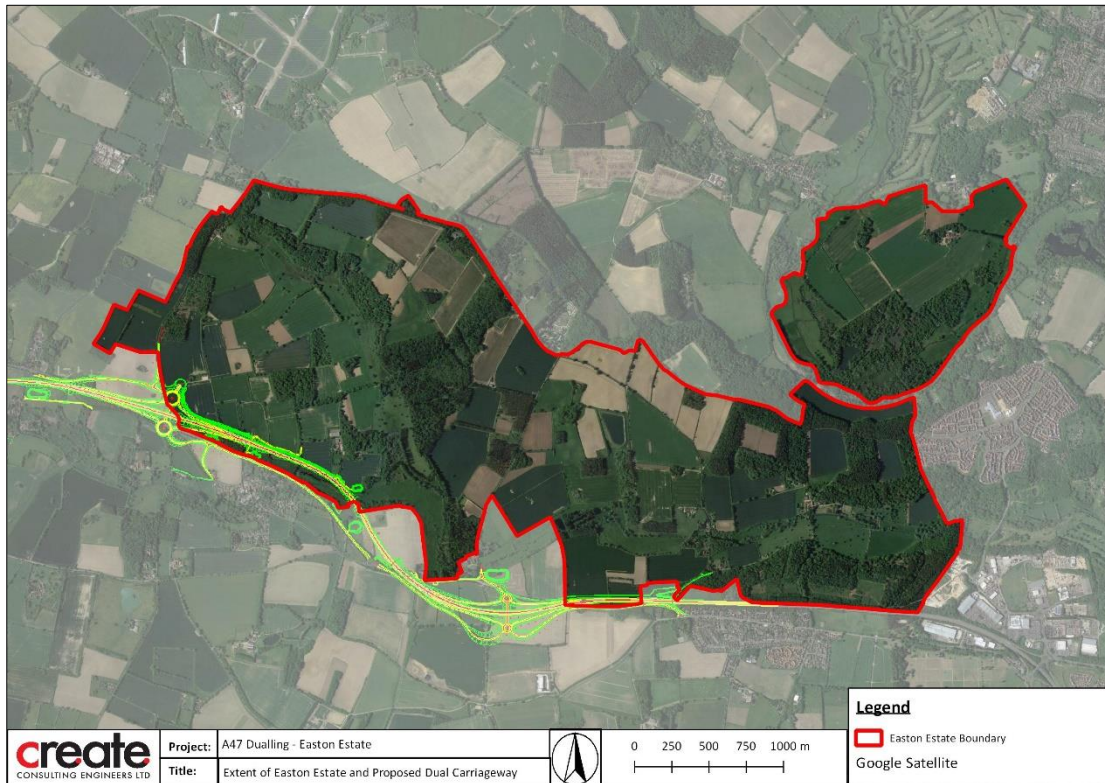 create
CONSULTING ENGINEERS LTD
Project: A47 Dualling - Easton Estate
Title: Extent of Easton Estate and Proposed Dual Carriageway
0 250 500 750 1000 m
Legend
Easton Estate Boundary
Google Satellite